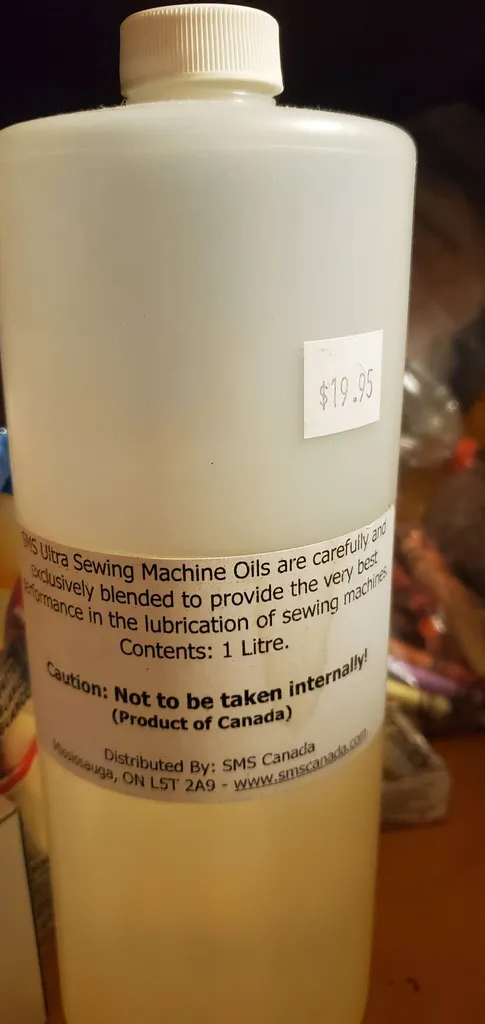 $19.95
SMS Ultra Sewing Machine Oils are carefully and
exclusively blended to provide the very best
performance in the lubrication of sewing machines.
Contents: 1 Litre.
Caution: Not to be taken internally!
(Product of Canada)
Distributed By: SMS Canada
Mississauga, ON L5T 2A9 - www.smscanada.com